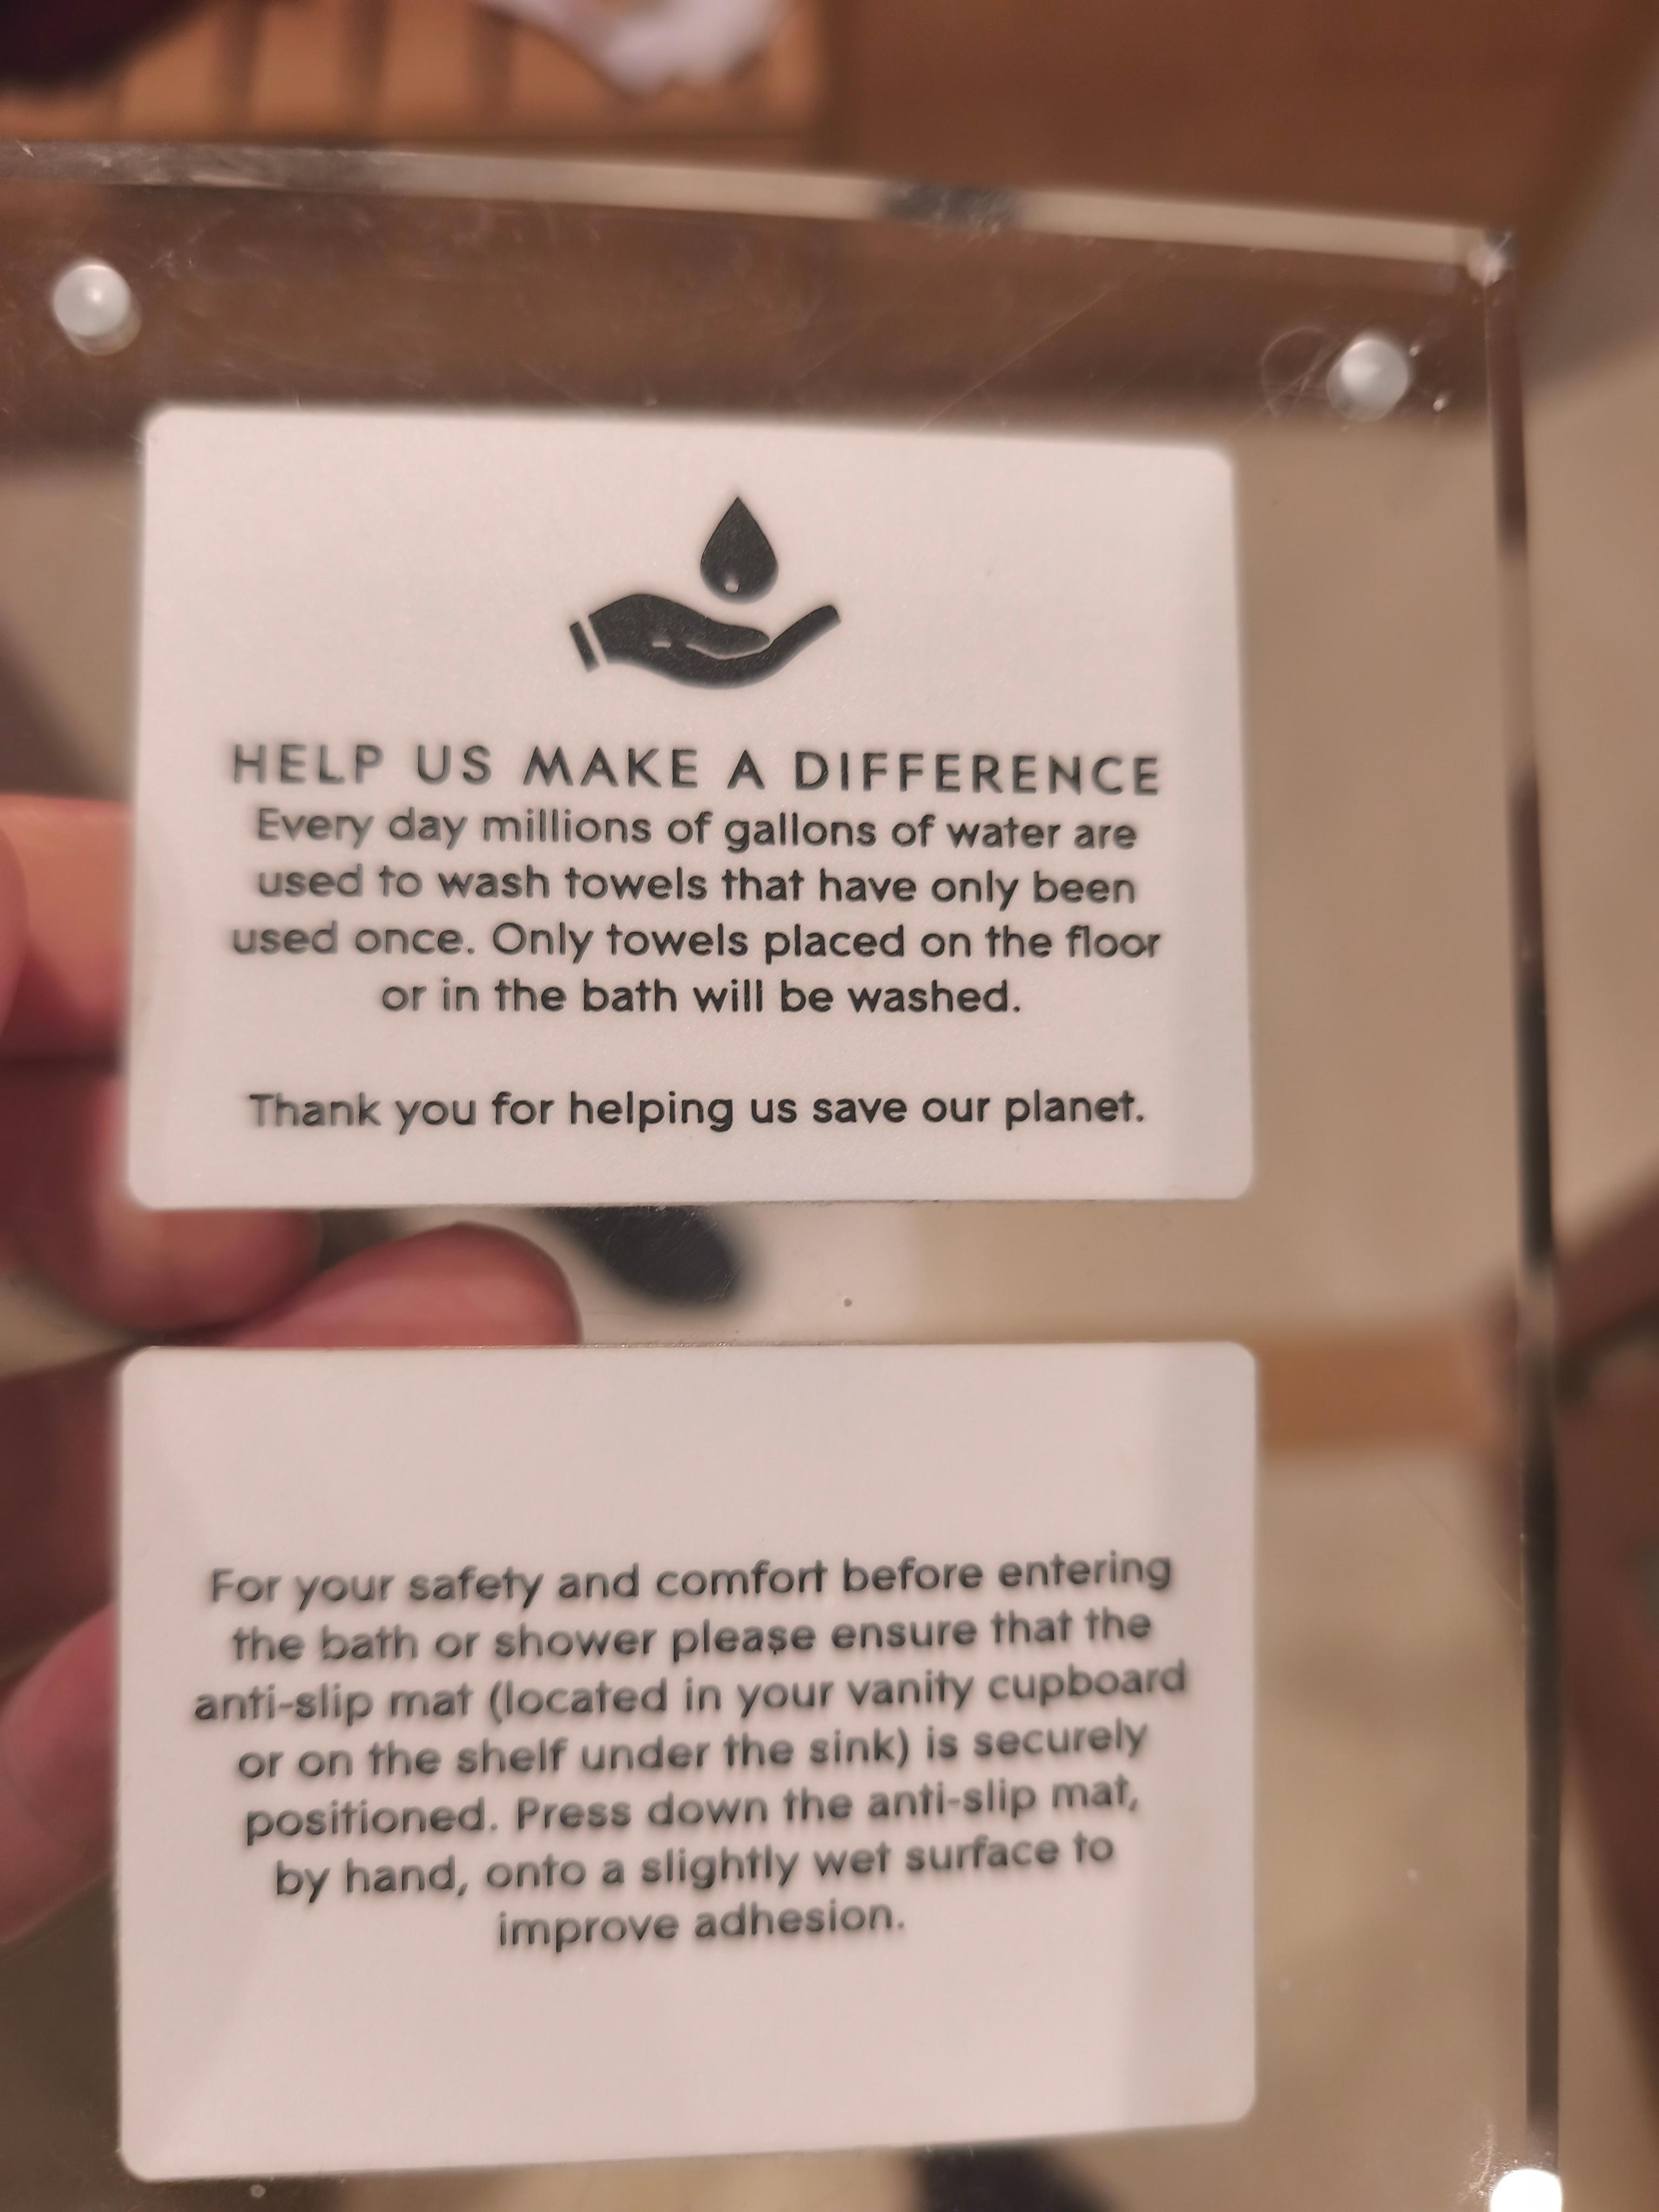 HELP US MAKE A DIFFERENCE
Every day millions of gallons of water are
used to wash towels that have only been
used once. Only towels placed on the floor
or in the bath will be washed.
Thank you for helping us save our planet.
For your safety and comfort before entering
the bath or shower please ensure that the
anti-slip mat (located in your vanity cupboard
or on the shelf under the sink) is securely
positioned. Press down the anti-slip mat,
by hand, onto a slightly wet surface to
improve adhesion.